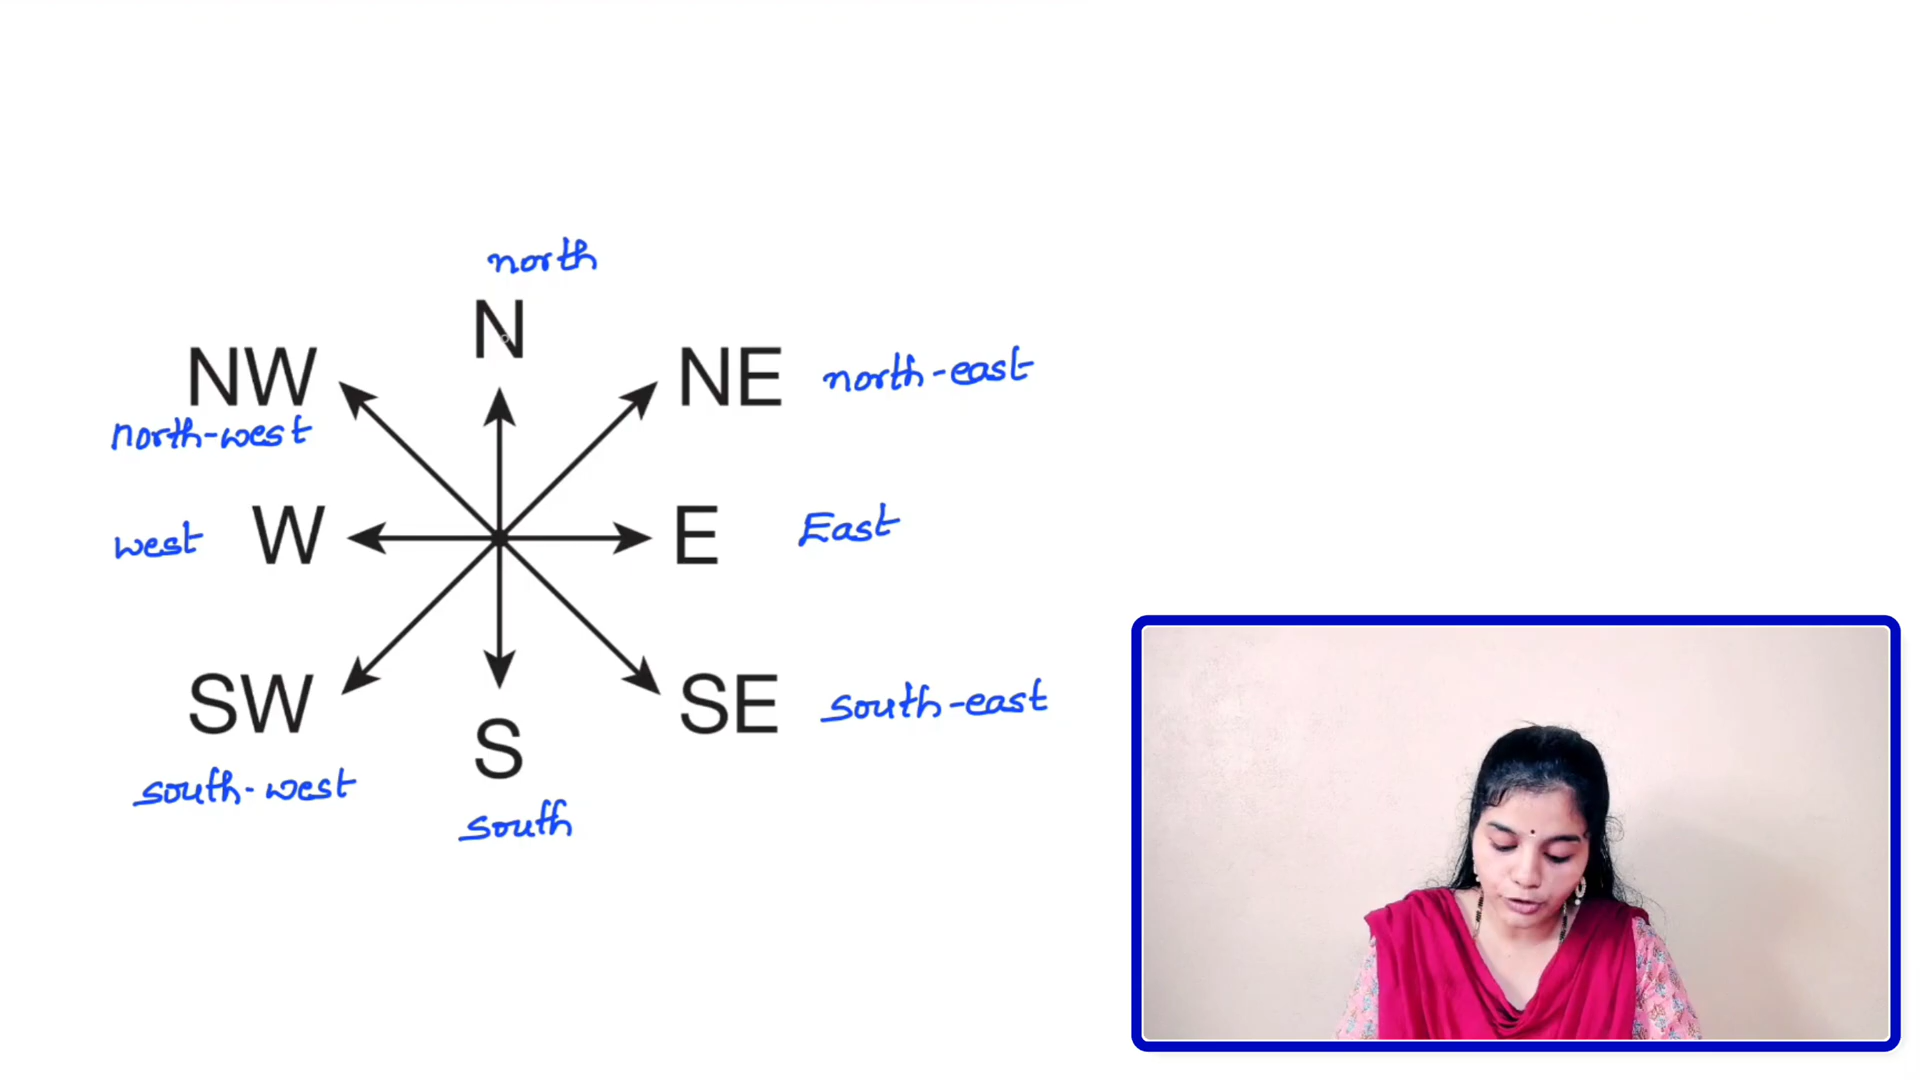 north
N
NW
NE north-east
north-west
west W
E East
SW
SE south-east
S
south-west
south